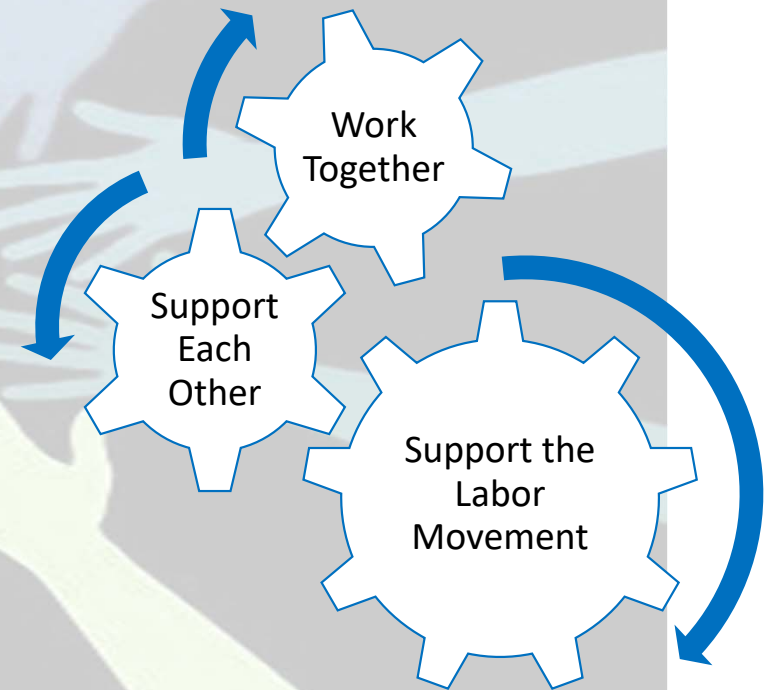 Work
Together
Support
Each
Other
Support the
Labor
Movement